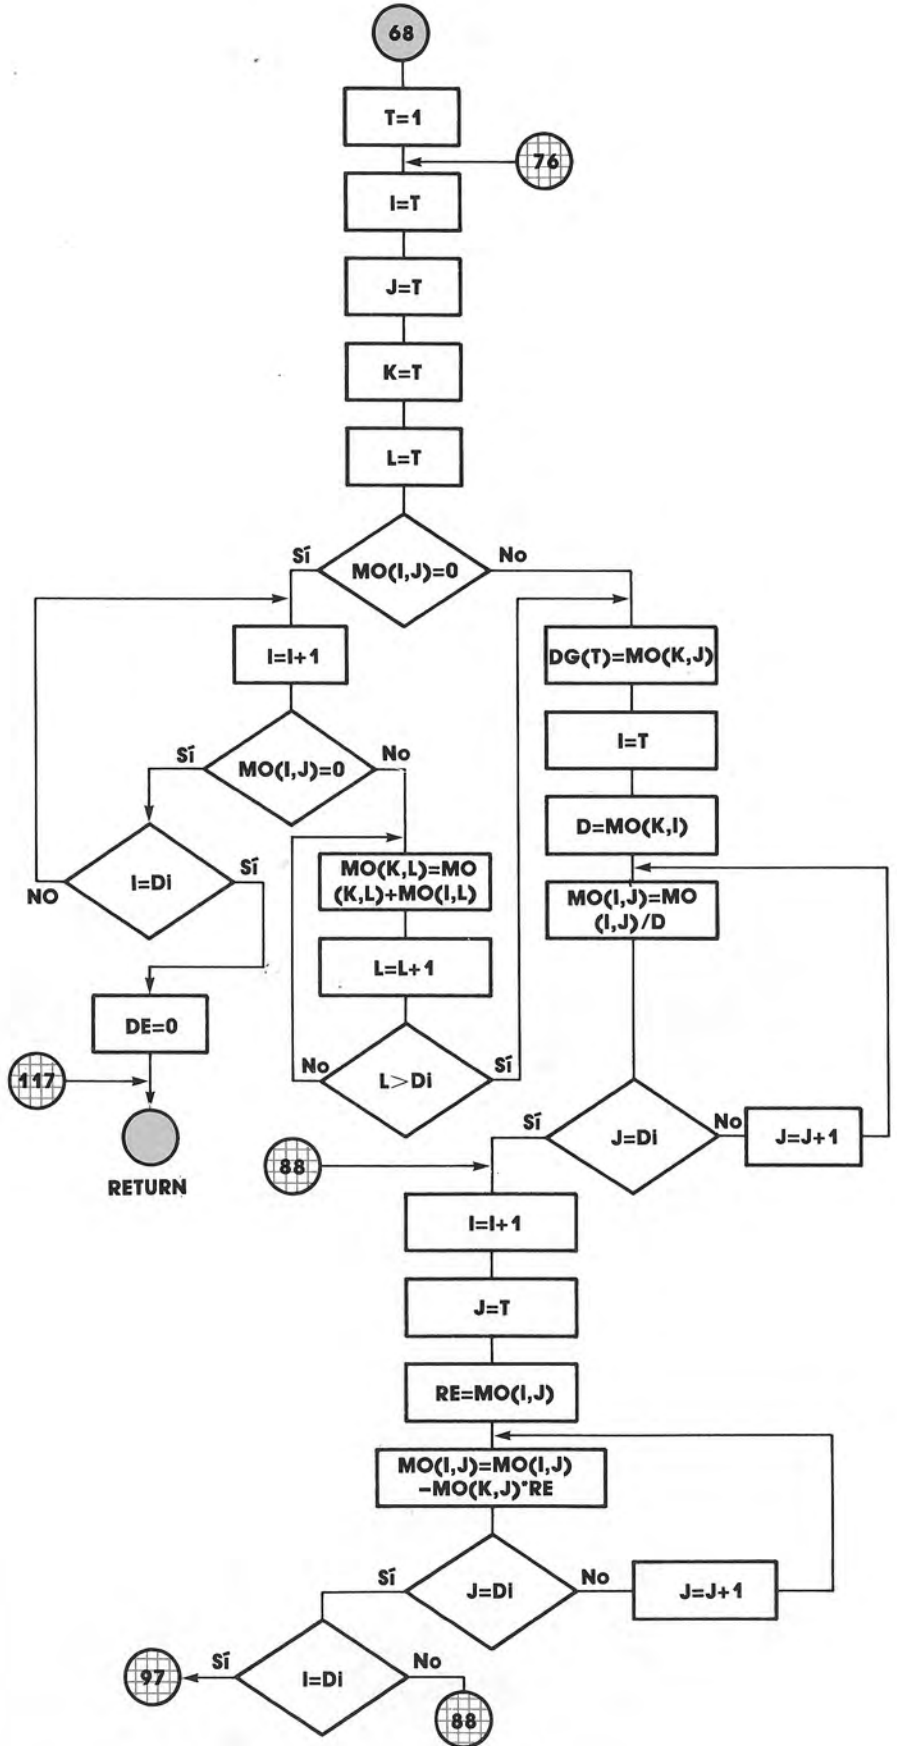 68
T=1
76
I=T
J=T
K=T
L=T
MO(I,J)=0
Sí
No
I=I+1
DG(T)=MO(K,J)
MO(I,J)=0
Sí
No
I=T
D=MO(K,I)
I=Di
NO
Sí
MO(K,L)=MO
(K,L)+MO(I,L)
MO(I,J)=MO
(I,J)/D
L=L+1
DE=0
117
L>Di
No
Sí
RETURN
J=Di
Sí
No
J=J+1
88
I=I+1
J=T
RE=MO(I,J)
MO(I,J)=MO(I,J)
-MO(K,J)*RE
J=Di
Sí
No
J=J+1
I=Di
Sí
No
97
88